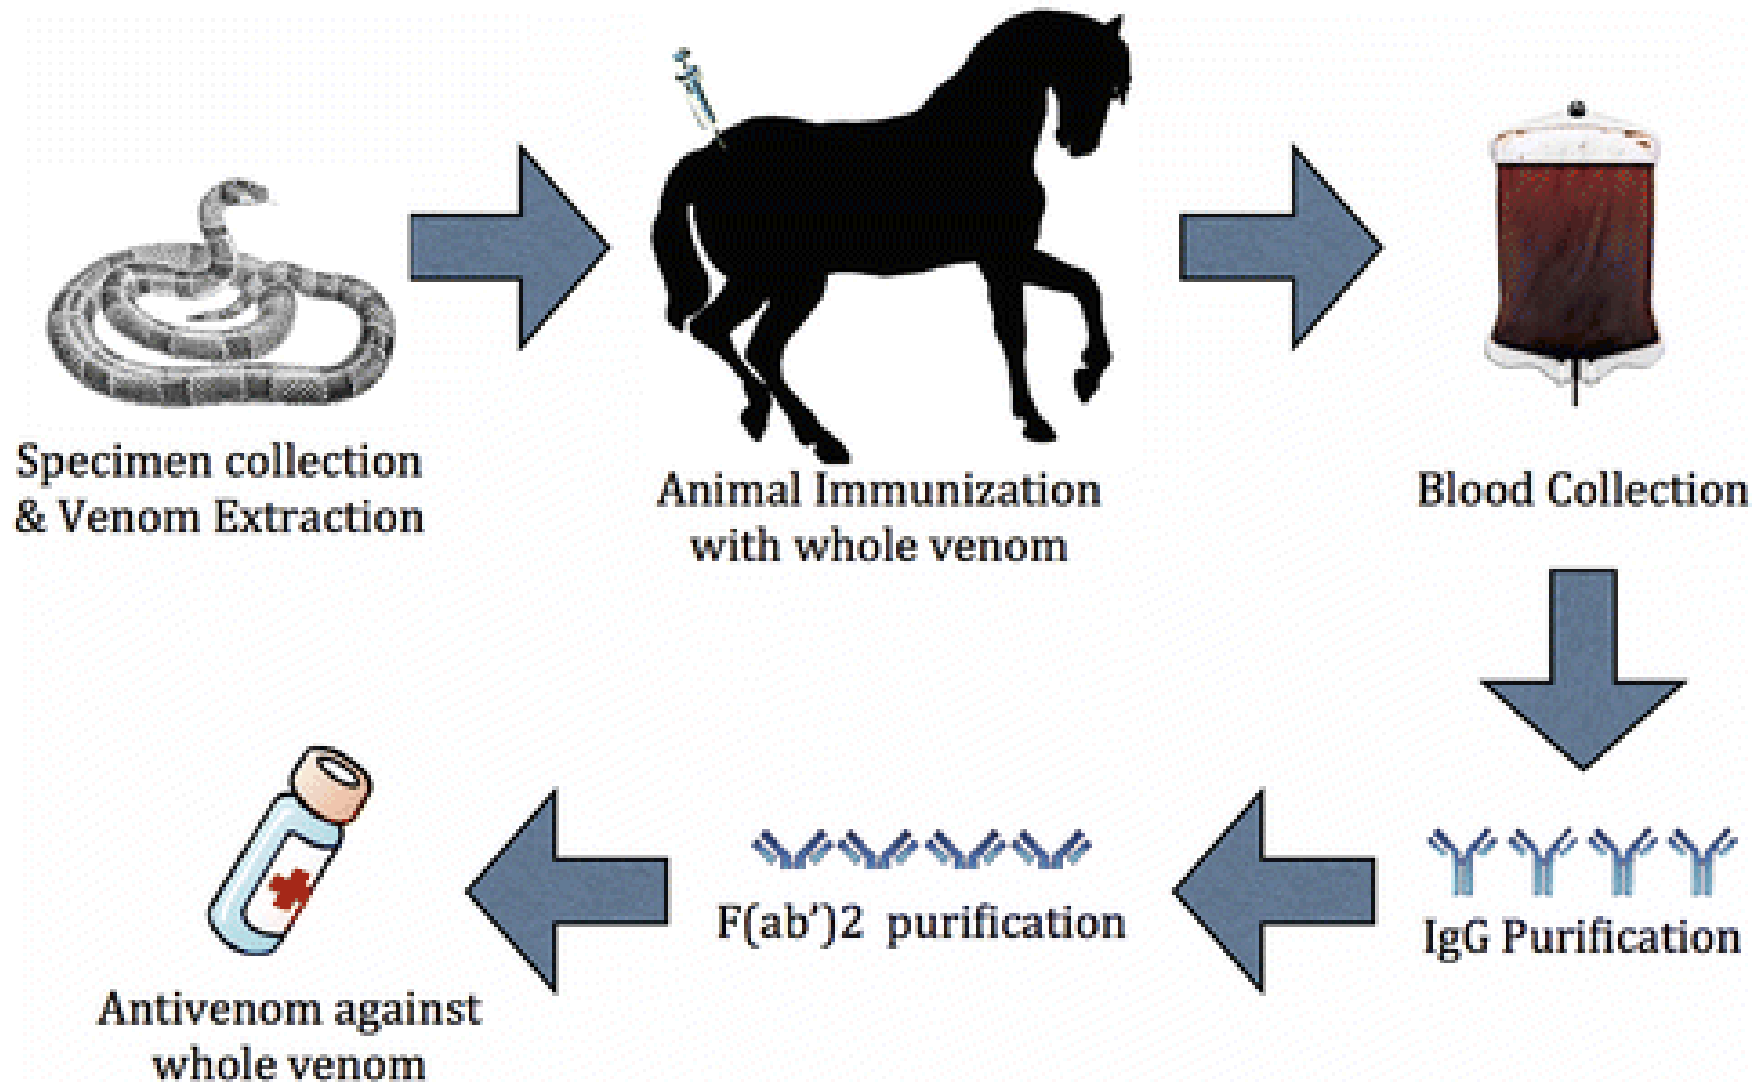 Specimen collection
& Venom Extraction
Animal Immunization
with whole venom
Blood Collection
IgG Purification
F(ab’)2 purification
Antivenom against
whole venom